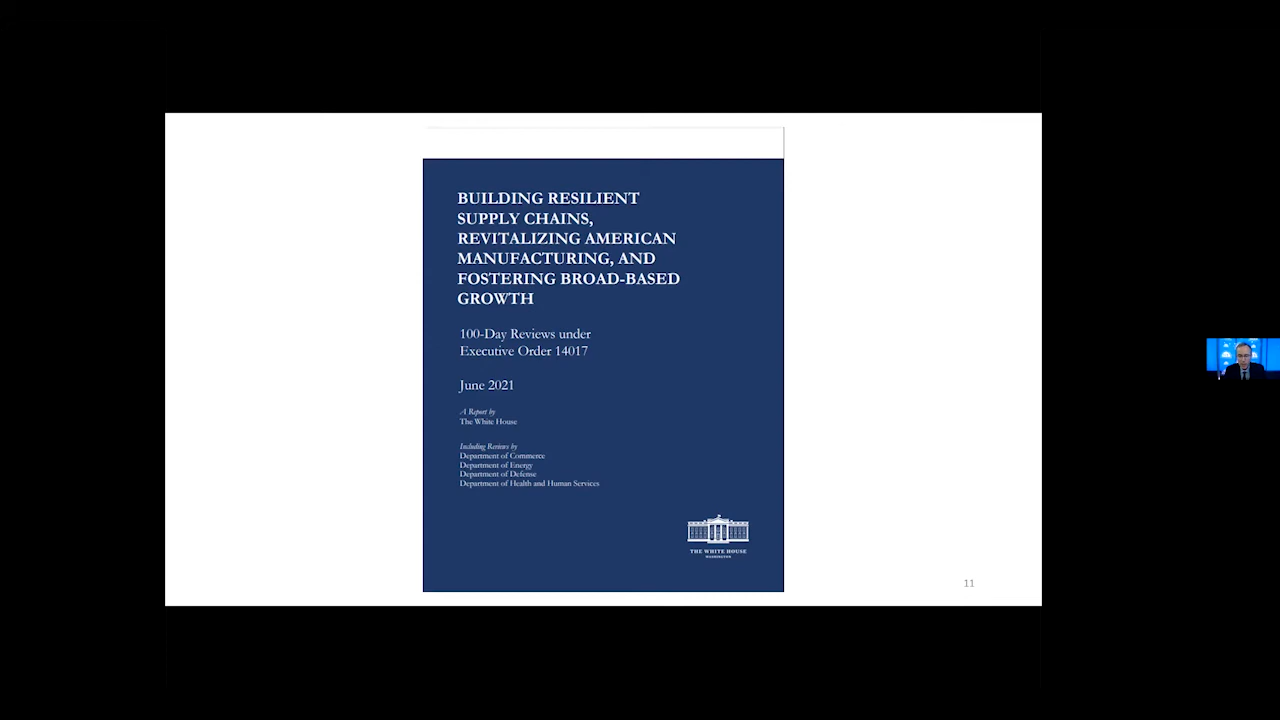 BUILDING RESILIENT
SUPPLY CHAINS,
REVITALIZING AMERICAN
MANUFACTURING, AND
FOSTERING BROAD-BASED
GROWTH
100-Day Reviews under
Executive Order 14017
June 2021
A Report by
The White House
Including Reviews by
Department of Commerce
Department of Energy
Department of Defense
Department of Health and Human Services
THE WHITE HOUSE
WASHINGTON
11